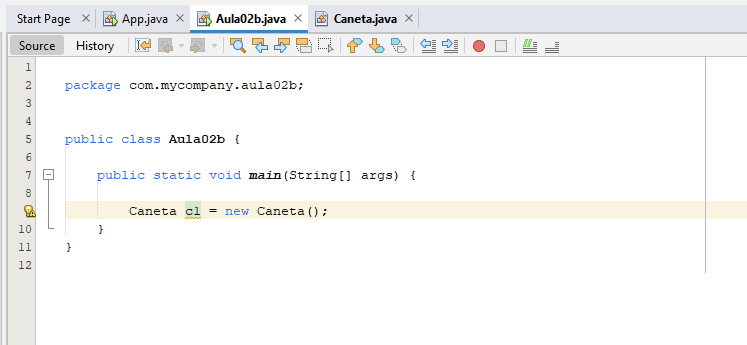 Start Page App.java Aula02b.java Caneta.java
Source History
1
2 package com.mycompany.aula02b;
3
4
5 public class Aula02b {
6
7 public static void main(String[] args) {
8
Caneta c1 = new Caneta();
10 }
11 }
12